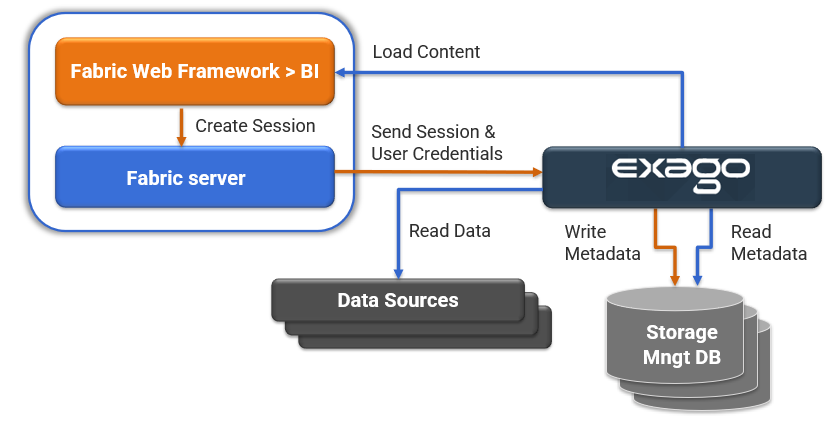 Load Content
Fabric Web Framework > BI
Create Session
Send Session &
User Credentials
Fabric server
exago
Read Data
Write
Metadata
Read
Metadata
Data Sources
Storage
Mngt DB